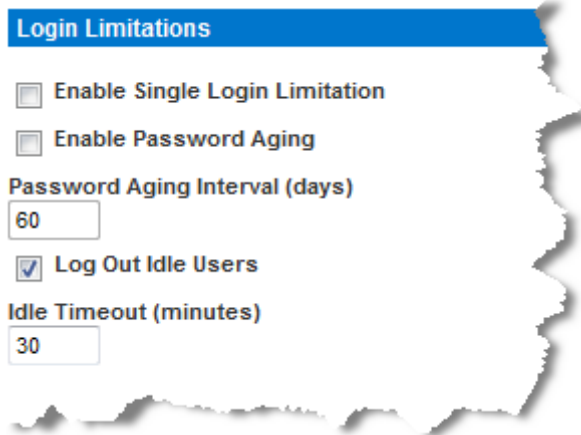 Login Limitations
Enable Single Login Limitation
Enable Password Aging
Password Aging Interval (days)
60
Log Out Idle Users
Idle Timeout (minutes)
30